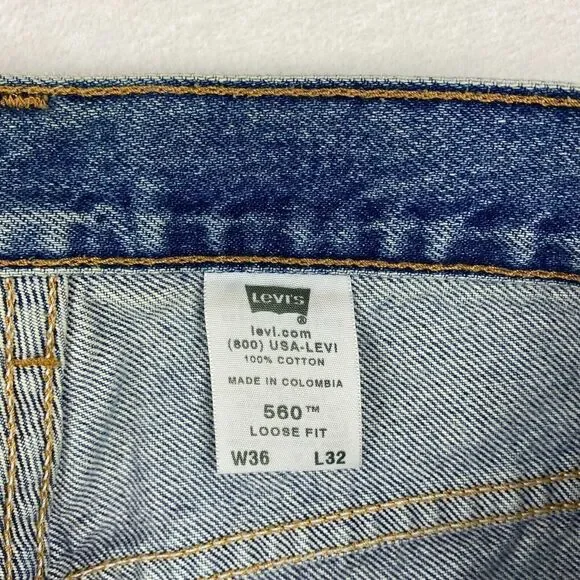 Levi's
®
levi.com
(800) USA-LEVI
100% COTTON
MADE IN COLOMBIA
560™
LOOSE FIT
W36 L32